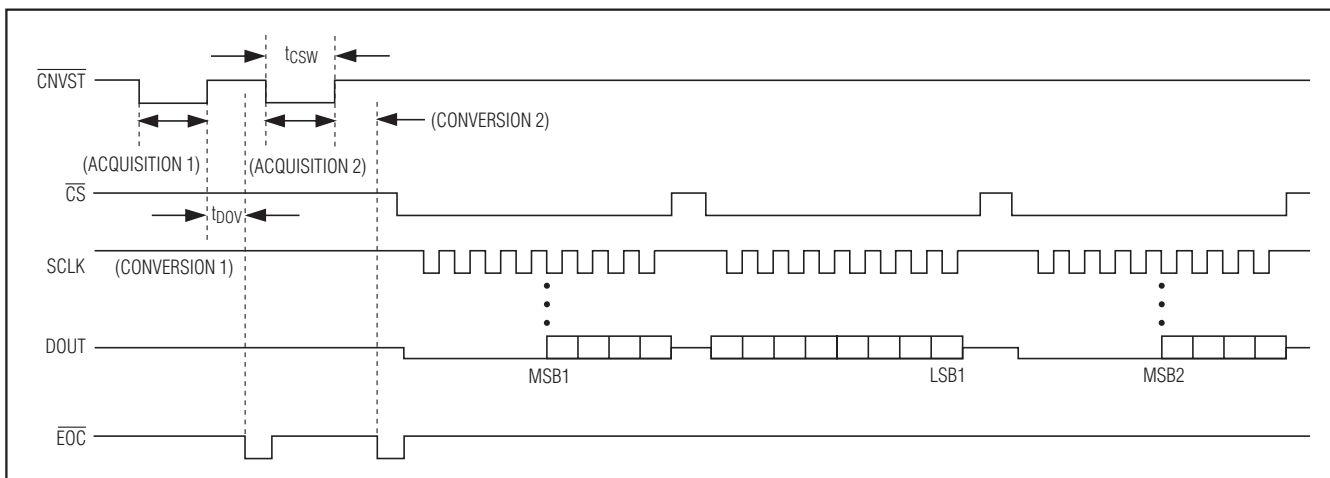 tCSW
CNVST
(CONVERSION 2)
(ACQUISITION 1)
(ACQUISITION 2)
CS
tDOV
SCLK
(CONVERSION 1)
DOUT
MSB1
LSB1
MSB2
EOC